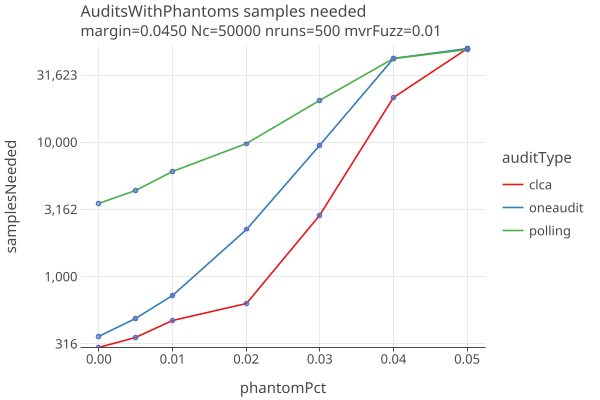 AuditsWithPhantoms samples needed
margin=0.0450 Nc=50000 nruns=500 mvrFuzz=0.01
31,623
10,000
3,162
1,000
316
samplesNeeded
0.00 0.01 0.02 0.03 0.04 0.05
phantomPct
auditType
clca
oneaudit
polling